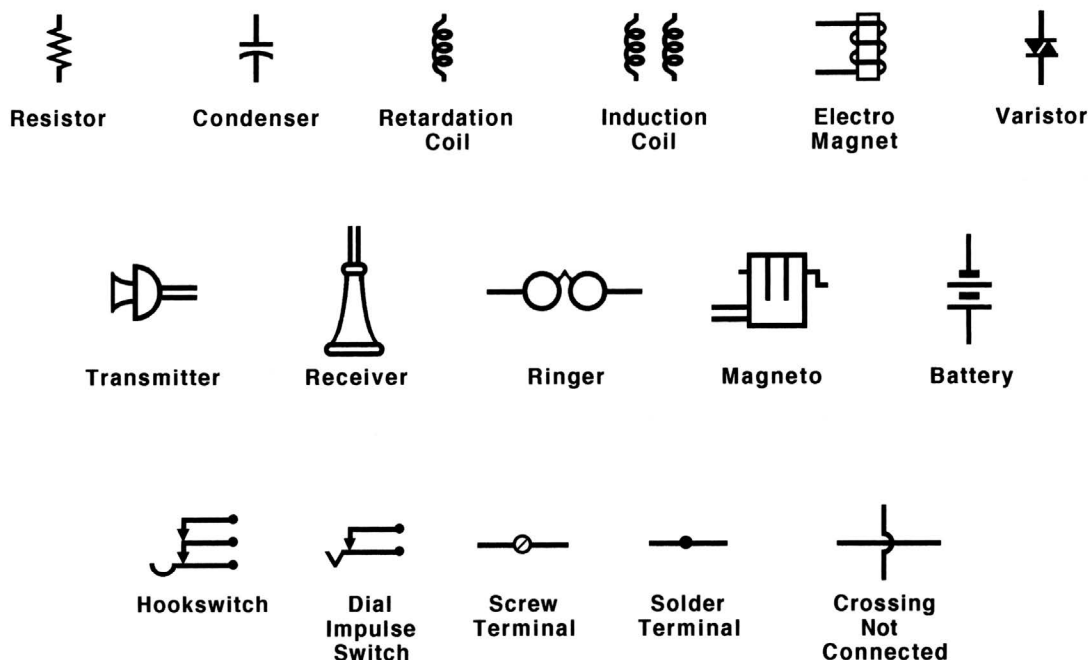 Resistor
Condenser
Retardation
Coil
Induction
Coil
Electro
Magnet
Varistor
Transmitter
Receiver
Ringer
Magneto
Battery
Hookswitch
Dial
Impulse
Switch
Screw
Terminal
Solder
Terminal
Crossing
Not
Connected